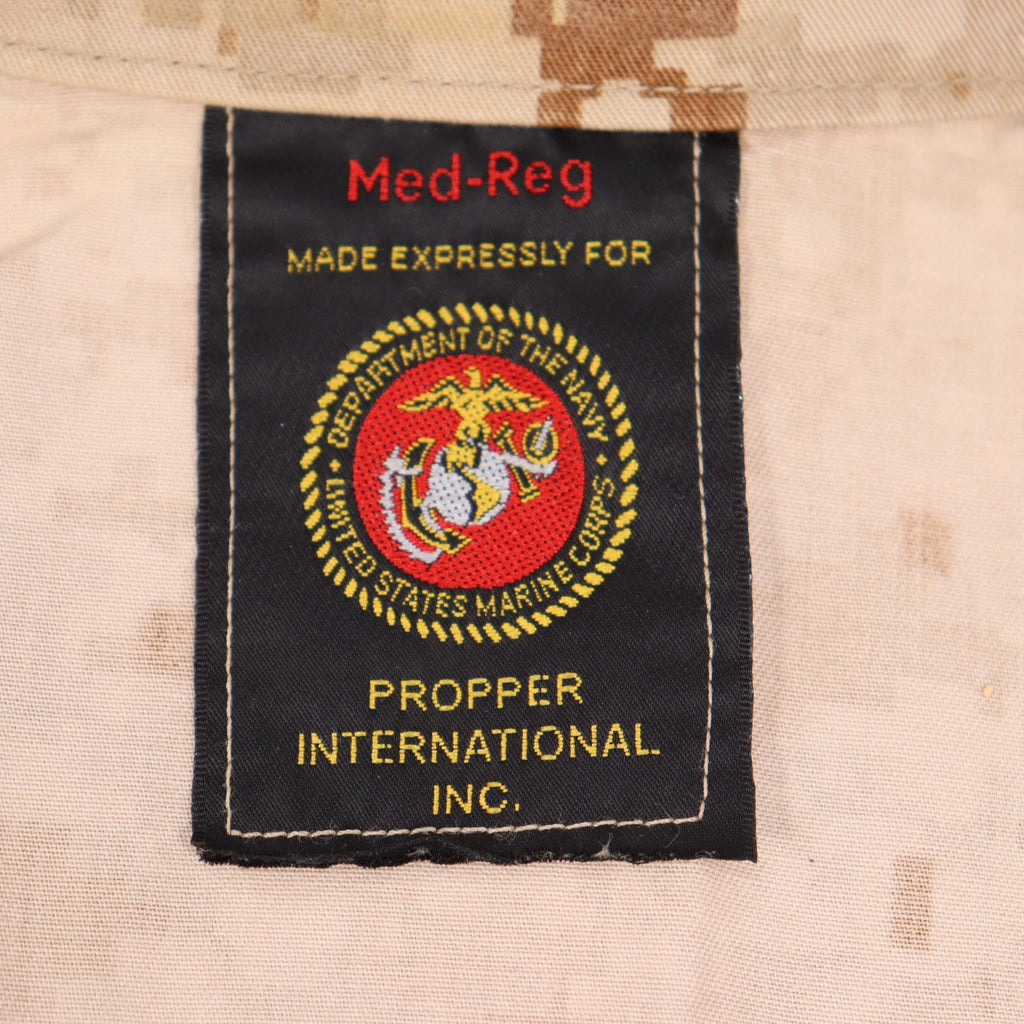 Med-Reg
MADE EXPRESSLY FOR
DEPARTMENT OF THE NAVY
UNITED STATES MARINE CORPS
PROPPER
INTERNATIONAL
INC.